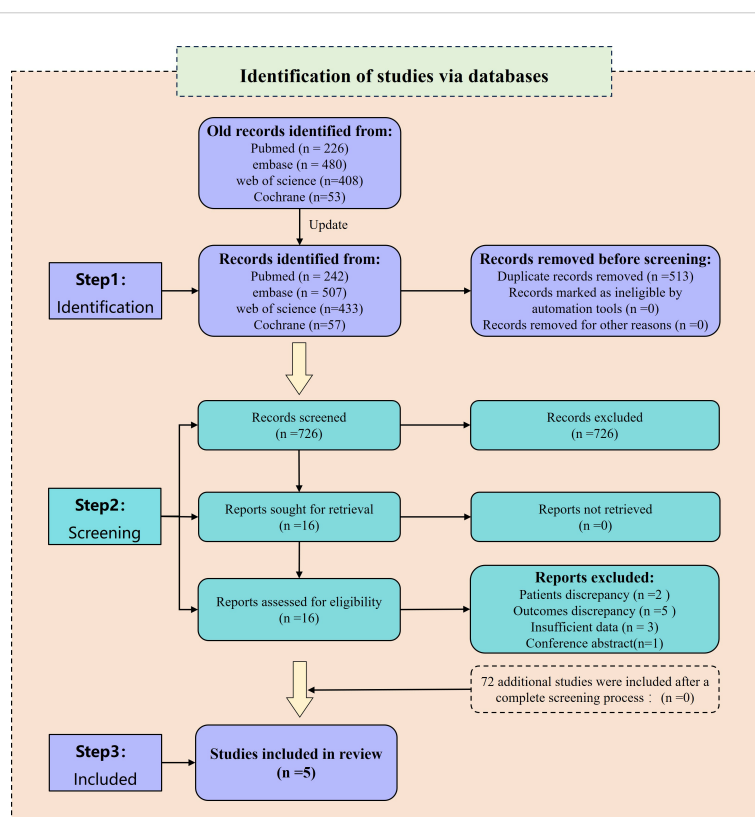 Identification of studies via databases
Old records identified from:
Pubmed (n = 226)
embase (n = 480)
web of science (n=408)
Cochrane (n=53)
Update
Step1:
Identification
Records identified from:
Pubmed (n = 242)
embase (n = 507)
web of science (n=433)
Cochrane (n=57)
Records removed before screening:
Duplicate records removed (n =513)
Records marked as ineligible by
automation tools (n =0)
Records removed for other reasons (n =0)
Records screened
(n =726)
Records excluded
(n =726)
Step2:
Screening
Reports sought for retrieval
(n =16)
Reports not retrieved
(n =0)
Reports assessed for eligibility
(n =16)
Reports excluded:
Patients discrepancy (n =2 )
Outcomes discrepancy (n =5 )
Insufficient data (n = 3)
Conference abstract(n=1)
72 additional studies were included after a
complete screening process： (n =0)
Step3:
Included
Studies included in review
(n =5)